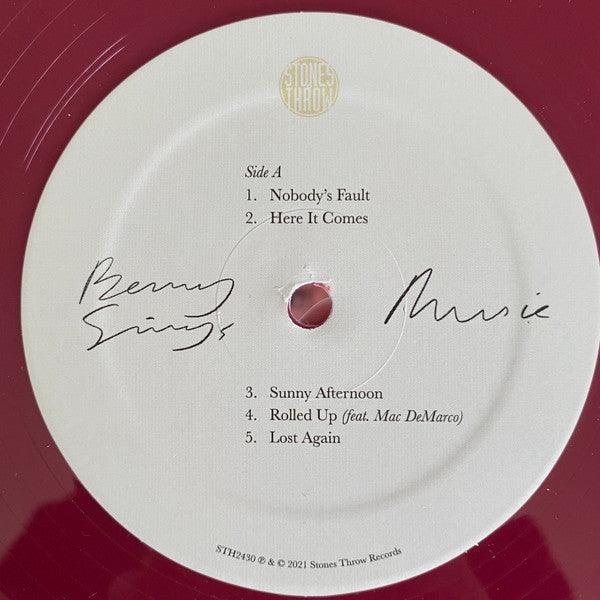 STONES
THROW
Side A
1. Nobody's Fault
2. Here It Comes
Benny
Sings
Music
3. Sunny Afternoon
4. Rolled Up (feat. Mac DeMarco)
5. Lost Again
STH2430 ℗ & © 2021 Stones Throw Records